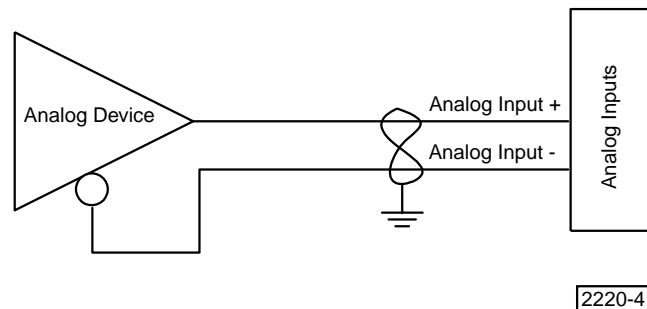 Analog Device
Analog Input +
Analog Input -
Analog Inputs
2220-4